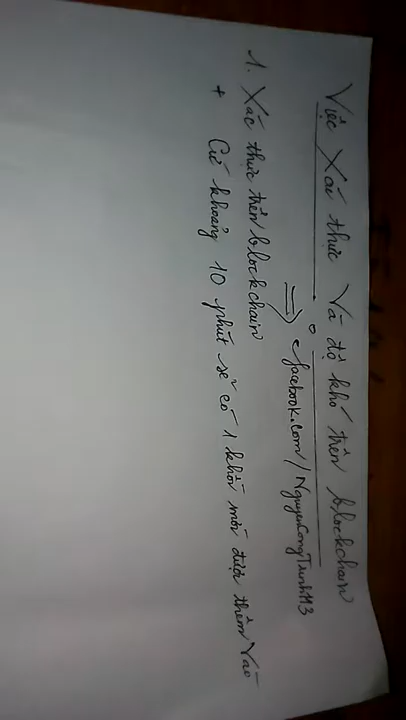 Việc Xác thực Và độ khó trên blockchain
=> facebook.com/NguyenCongTrinh113
1. Xác thực trên blockchain
+ Cứ khoảng 10 phút sẽ có 1 khối mới được thêm Vào